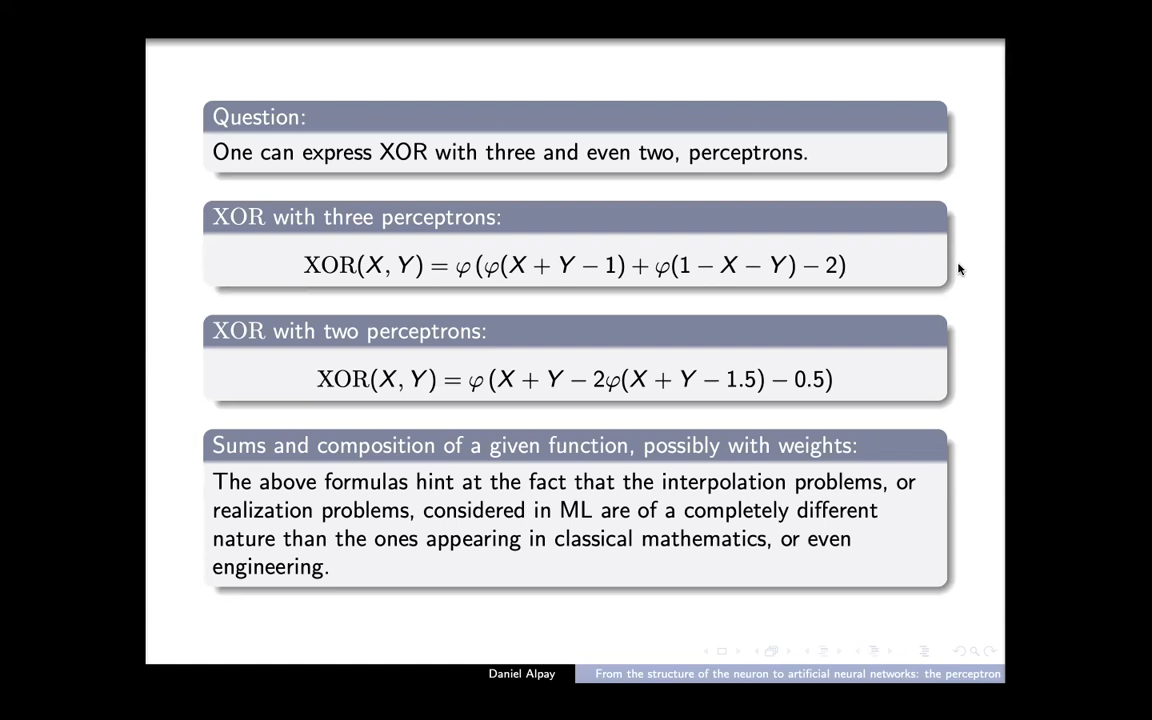 Question:
One can express XOR with three and even two, perceptrons.
XOR with three perceptrons:
XOR(X, Y) = φ (φ(X + Y − 1) + φ(1 − X − Y) − 2)
XOR with two perceptrons:
XOR(X, Y) = φ (X + Y − 2φ(X + Y − 1.5) − 0.5)
Sums and composition of a given function, possibly with weights:
The above formulas hint at the fact that the interpolation problems, or
realization problems, considered in ML are of a completely different
nature than the ones appearing in classical mathematics, or even
engineering.
Daniel Alpay
From the structure of the neuron to artificial neural networks: the perceptron